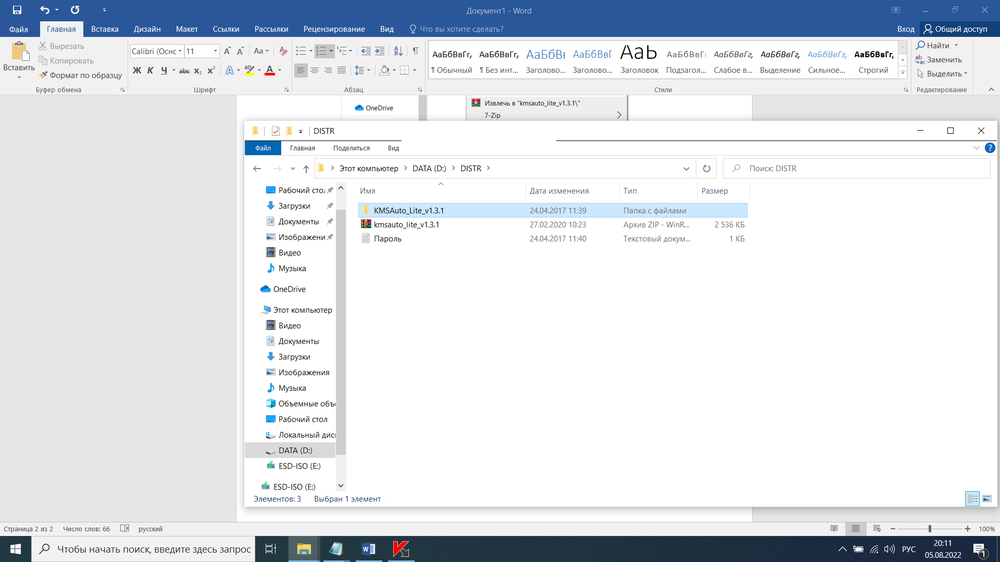 Документ1 - Word
Файл
Главная
Вставка
Дизайн
Макет
Ссылки
Рассылки
Рецензирование
Вид
Что вы хотите сделать?
Вход
Общий доступ
Вставить
Вырезать
Копировать
Формат по образцу
Буфер обмена
Calibri (Оснс
11
Aa
Ж К Ч abc x₂ x²
Шрифт
Абзац
АаБбВвГг,
¶ Обычный
АаБбВвГг,
¶ Без инт...
АаБбВв
Заголово...
АаБбВвГ
Заголово...
АаЬ
Заголовок
АаБбВвГг
Подзагол...
АаБбВвГг,
Слабое в...
АаБбВвГг,
Выделение
АаБбВвГг,
Сильное...
АаБбВвГг,
Строгий
Стили
Найти
Заменить
Выделить
Редактирование
OneDrive
Извлечь в "kmsauto_lite_v1.3.1\"
7-Zip
DISTR
Файл
Главная
Поделиться
Вид
Этот компьютер
DATA (D:)
DISTR
Поиск: DISTR
Рабочий стол
Загрузки
Документы
Изображени
Видео
Музыка
OneDrive
Этот компьютер
Видео
Документы
Загрузки
Изображения
Музыка
Объемные объе
Рабочий стол
Локальный дис
DATA (D:)
ESD-ISO (E:)
ESD-ISO (E:)
Имя Дата изменения Тип Размер
KMSAuto_Lite_v1.3.1 24.04.2017 11:39 Папка с файлами
kmsauto_lite_v1.3.1 27.02.2020 10:23 Архив ZIP - WinR... 2 536 КБ
Пароль 24.04.2017 11:40 Текстовый докум... 1 КБ
Элементов: 3 Выбран 1 элемент
Страница 2 из 2 Число слов: 66 русский
100%
Чтобы начать поиск, введите здесь запрос
РУС
20:11
05.08.2022
1